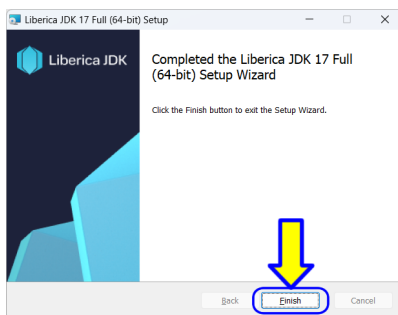 Liberica JDK 17 Full (64-bit) Setup
Liberica JDK
Completed the Liberica JDK 17 Full
(64-bit) Setup Wizard
Click the Finish button to exit the Setup Wizard.
Back
Finish
Cancel